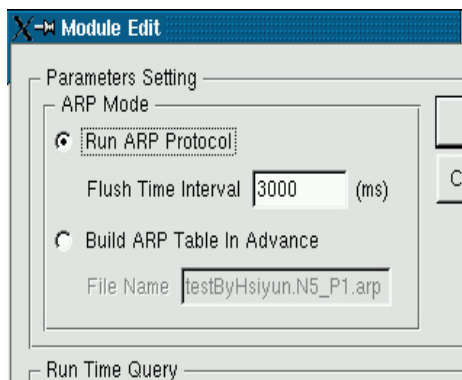 Module Edit
Parameters Setting
ARP Mode
Run ARP Protocol
Flush Time Interval 3000 (ms)
C
Build ARP Table In Advance
File Name testByHsiyun.N5_P1.arp
Run Time Query